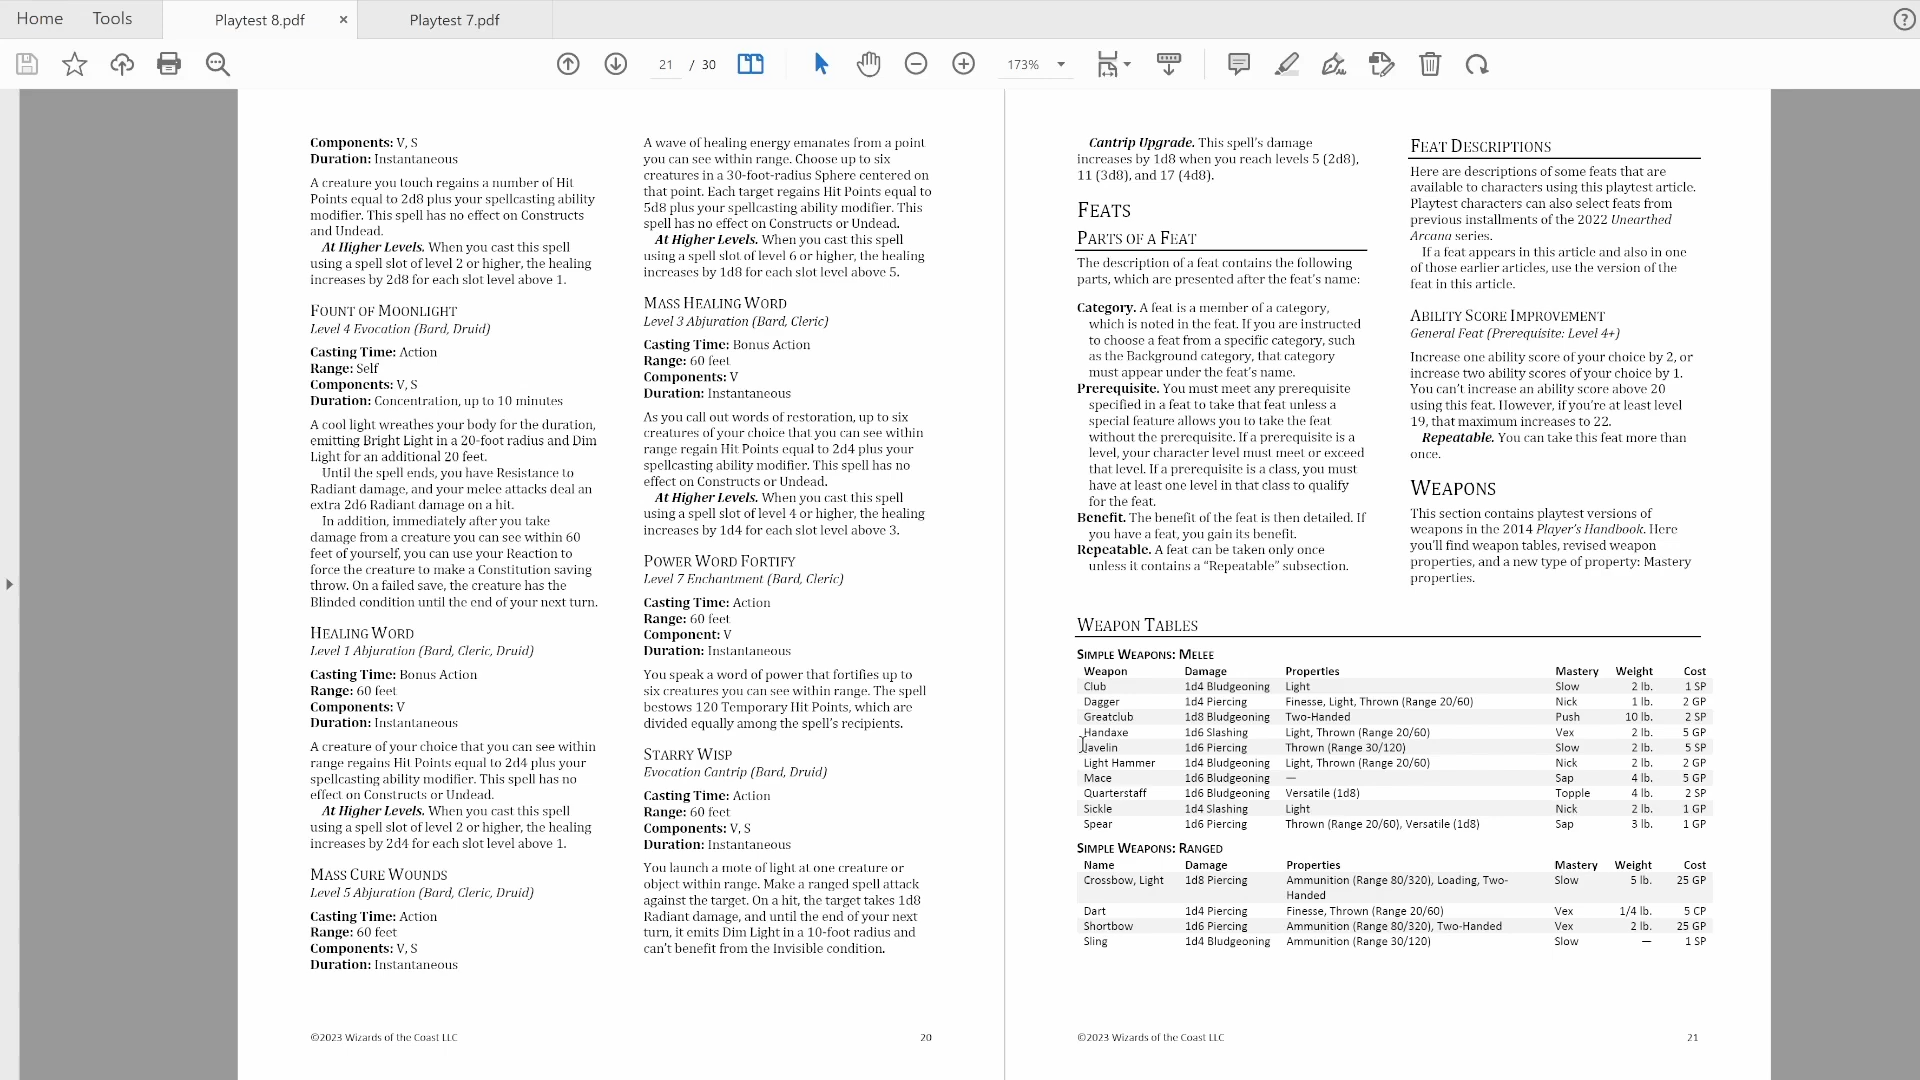 Home Tools Playtest 8.pdf × Playtest 7.pdf
21 / 30 173%
Components: V, S
Duration: Instantaneous
A creature you touch regains a number of Hit
Points equal to 2d8 plus your spellcasting ability
modifier. This spell has no effect on Constructs
and Undead.
At Higher Levels. When you cast this spell
using a spell slot of level 2 or higher, the healing
increases by 2d8 for each slot level above 1.
FOUNT OF MOONLIGHT
Level 4 Evocation (Bard, Druid)
Casting Time: Action
Range: Self
Components: V, S
Duration: Concentration, up to 10 minutes
A cool light wreathes your body for the duration,
emitting Bright Light in a 20-foot radius and Dim
Light for an additional 20 feet.
Until the spell ends, you have Resistance to
Radiant damage, and your melee attacks deal an
extra 2d6 Radiant damage on a hit.
In addition, immediately after you take
damage from a creature you can see within 60
feet of yourself, you can use your Reaction to
force the creature to make a Constitution saving
throw. On a failed save, the creature has the
Blinded condition until the end of your next turn.
HEALING WORD
Level 1 Abjuration (Bard, Cleric, Druid)
Casting Time: Bonus Action
Range: 60 feet
Components: V
Duration: Instantaneous
A creature of your choice that you can see within
range regains Hit Points equal to 2d4 plus your
spellcasting ability modifier. This spell has no
effect on Constructs or Undead.
At Higher Levels. When you cast this spell
using a spell slot of level 2 or higher, the healing
increases by 2d4 for each slot level above 1.
MASS CURE WOUNDS
Level 5 Abjuration (Bard, Cleric, Druid)
Casting Time: Action
Range: 60 feet
Components: V, S
Duration: Instantaneous
A wave of healing energy emanates from a point
you can see within range. Choose up to six
creatures in a 30-foot-radius Sphere centered on
that point. Each target regains Hit Points equal to
5d8 plus your spellcasting ability modifier. This
spell has no effect on Constructs or Undead.
At Higher Levels. When you cast this spell
using a spell slot of level 6 or higher, the healing
increases by 1d8 for each slot level above 5.
MASS HEALING WORD
Level 3 Abjuration (Bard, Cleric)
Casting Time: Bonus Action
Range: 60 feet
Components: V
Duration: Instantaneous
As you call out words of restoration, up to six
creatures of your choice that you can see within
range regain Hit Points equal to 2d4 plus your
spellcasting ability modifier. This spell has no
effect on Constructs or Undead.
At Higher Levels. When you cast this spell
using a spell slot of level 4 or higher, the healing
increases by 1d4 for each slot level above 3.
POWER WORD FORTIFY
Level 7 Enchantment (Bard, Cleric)
Casting Time: Action
Range: 60 feet
Component: V
Duration: Instantaneous
You speak a word of power that fortifies up to
six creatures you can see within range. The spell
bestows 120 Temporary Hit Points, which are
divided equally among the spell's recipients.
STARRY WISP
Evocation Cantrip (Bard, Druid)
Casting Time: Action
Range: 60 feet
Components: V, S
Duration: Instantaneous
You launch a mote of light at one creature or
object within range. Make a ranged spell attack
against the target. On a hit, the target takes 1d8
Radiant damage, and until the end of your next
turn, it emits Dim Light in a 10-foot radius and
can't benefit from the Invisible condition.
©2023 Wizards of the Coast LLC 20
Cantrip Upgrade. This spell's damage
increases by 1d8 when you reach levels 5 (2d8),
11 (3d8), and 17 (4d8).
FEATS
PARTS OF A FEAT
The description of a feat contains the following
parts, which are presented after the feat's name:
Category. A feat is a member of a category,
which is noted in the feat. If you are instructed
to choose a feat from a specific category, such
as the Background category, that category
must appear under the feat's name.
Prerequisite. You must meet any prerequisite
specified in a feat to take that feat unless a
special feature allows you to take the feat
without the prerequisite. If a prerequisite is a
level, your character level must meet or exceed
that level. If a prerequisite is a class, you must
have at least one level in that class to qualify
for the feat.
Benefit. The benefit of the feat is then detailed. If
you have a feat, you gain its benefit.
Repeatable. A feat can be taken only once
unless it contains a “Repeatable” subsection.
FEAT DESCRIPTIONS
Here are descriptions of some feats that are
available to characters using this playtest article.
Playtest characters can also select feats from
previous installments of the 2022 Unearthed
Arcana series.
If a feat appears in this article and also in one
of those earlier articles, use the version of the
feat in this article.
ABILITY SCORE IMPROVEMENT
General Feat (Prerequisite: Level 4+)
Increase one ability score of your choice by 2, or
increase two ability scores of your choice by 1.
You can't increase an ability score above 20
using this feat. However, if you're at least level
19, that maximum increases to 22.
Repeatable. You can take this feat more than
once.
WEAPONS
This section contains playtest versions of
weapons in the 2014 Player's Handbook. Here
you'll find weapon tables, revised weapon
properties, and a new type of property: Mastery
properties.
WEAPON TABLES
SIMPLE WEAPONS: MELEE
Weapon Damage Properties Mastery Weight Cost
Club 1d4 Bludgeoning Light Slow 2 lb. 1 SP
Dagger 1d4 Piercing Finesse, Light, Thrown (Range 20/60) Nick 1 lb. 2 GP
Greatclub 1d8 Bludgeoning Two-Handed Push 10 lb. 2 SP
Handaxe 1d6 Slashing Light, Thrown (Range 20/60) Vex 2 lb. 5 GP
Javelin 1d6 Piercing Thrown (Range 30/120) Slow 2 lb. 5 SP
Light Hammer 1d4 Bludgeoning Light, Thrown (Range 20/60) Nick 2 lb. 2 GP
Mace 1d6 Bludgeoning — Sap 4 lb. 5 GP
Quarterstaff 1d6 Bludgeoning Versatile (1d8) Topple 4 lb. 2 SP
Sickle 1d4 Slashing Light Nick 2 lb. 1 GP
Spear 1d6 Piercing Thrown (Range 20/60), Versatile (1d8) Sap 3 lb. 1 GP
SIMPLE WEAPONS: RANGED
Name Damage Properties Mastery Weight Cost
Crossbow, Light 1d8 Piercing Ammunition (Range 80/320), Loading, Two- Slow 5 lb. 25 GP
Handed
Dart 1d4 Piercing Finesse, Thrown (Range 20/60) Vex 1/4 lb. 5 CP
Shortbow 1d6 Piercing Ammunition (Range 80/320), Two-Handed Vex 2 lb. 25 GP
Sling 1d4 Bludgeoning Ammunition (Range 30/120) Slow — 1 SP
©2023 Wizards of the Coast LLC 21